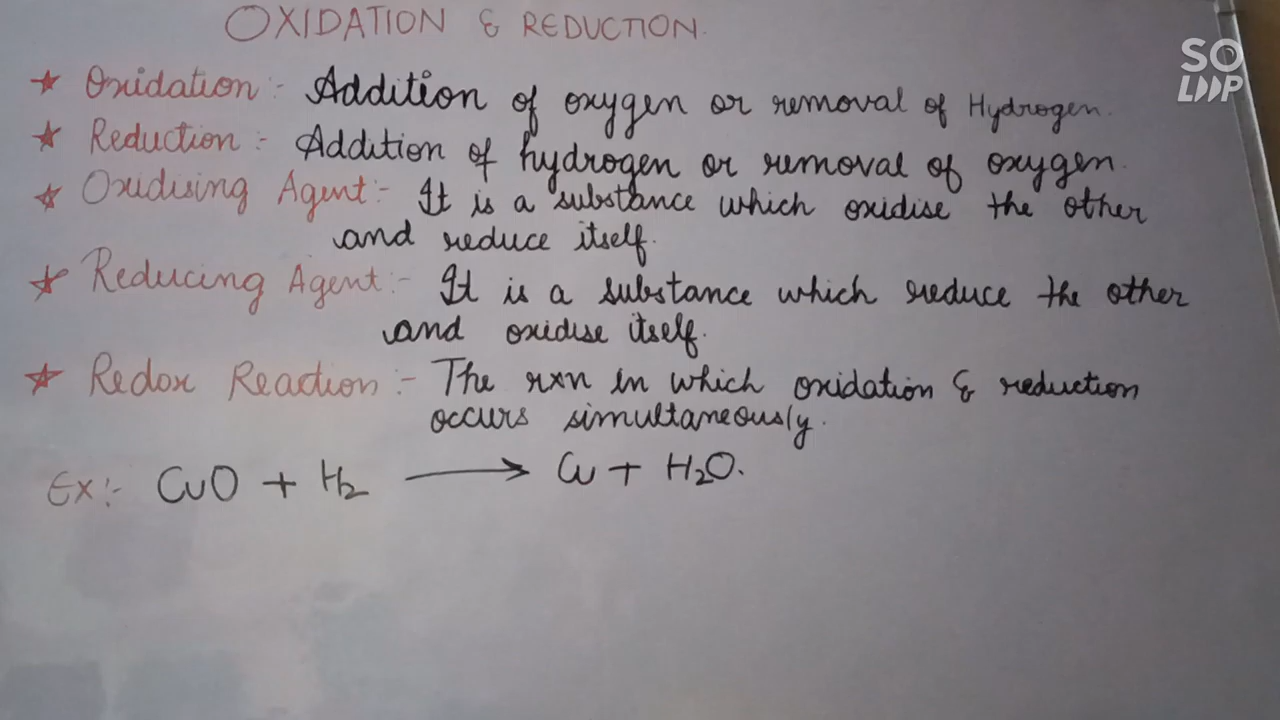 OXIDATION & REDUCTION.
SO
LOOP
★ Oxidation :- Addition of oxygen or removal of Hydrogen.
★ Reduction :- Addition of hydrogen or removal of oxygen.
★ Oxidising Agent :- It is a substance which oxidise the other
and reduce itself.
★ Reducing Agent :- It is a substance which reduce the other
and oxidise itself.
★ Redox Reaction :- The rxn in which oxidation & reduction
occurs simultaneously.
Ex:- CuO + H₂ ⟶ Cu + H₂O.